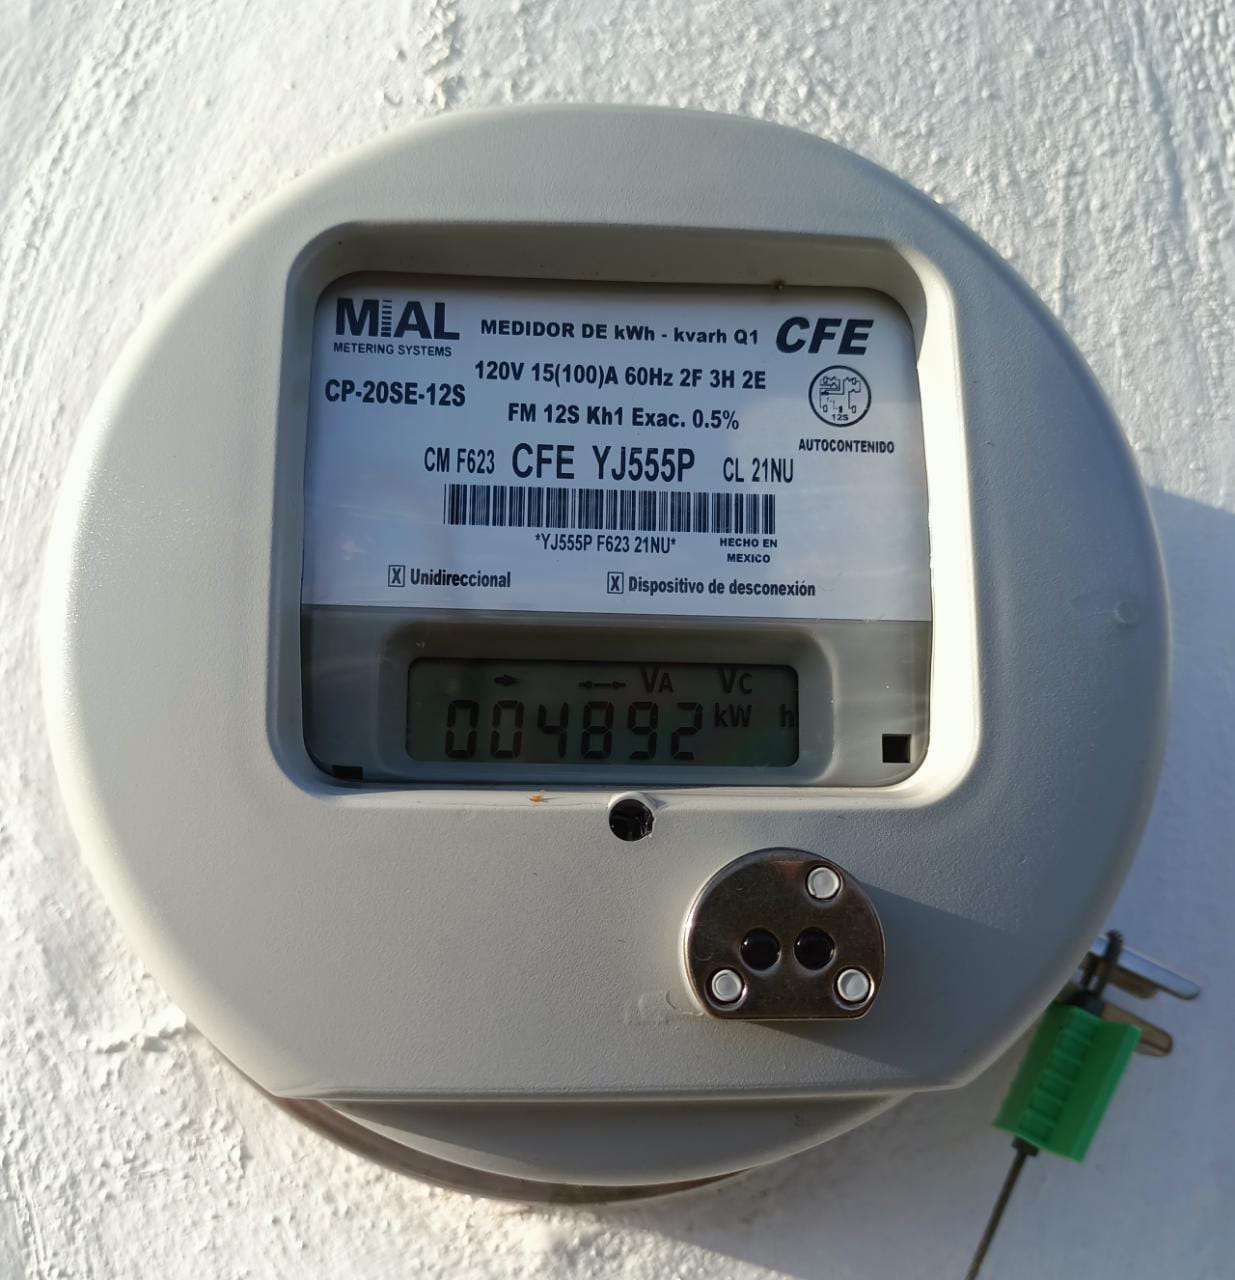 MIAL
METERING SYSTEMS
MEDIDOR DE kWh - kvarh Q1
CFE
120V 15(100)A 60Hz 2F 3H 2E
CP-20SE-12S
FM 12S Kh1 Exac. 0.5%
12S
AUTOCONTENIDO
CM F623 CFE YJ555P CL 21NU
*YJ555P F623 21NU*
HECHO EN
MEXICO
X Unidireccional
X Dispositivo de desconexión
VA VC
004892 kW h